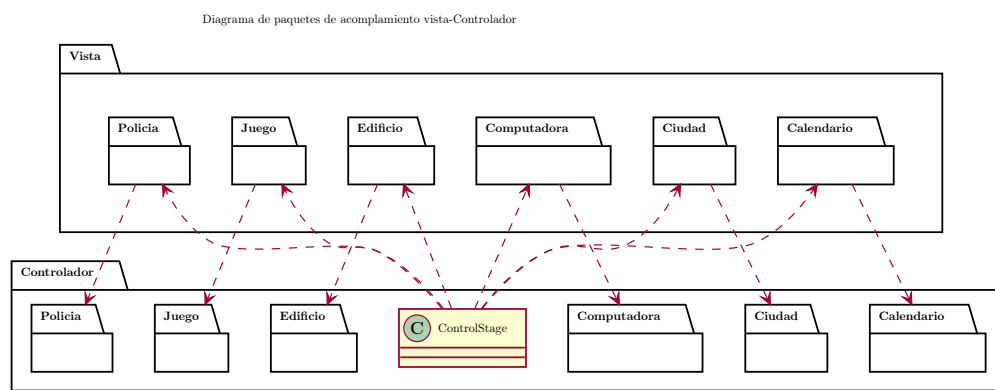 Diagrama de paquetes de acomplamiento vista-Controlador
Vista
Policia
Juego
Edificio
Computadora
Ciudad
Calendario
Controlador
Policia
Juego
Edificio
C ControlStage
Computadora
Ciudad
Calendario